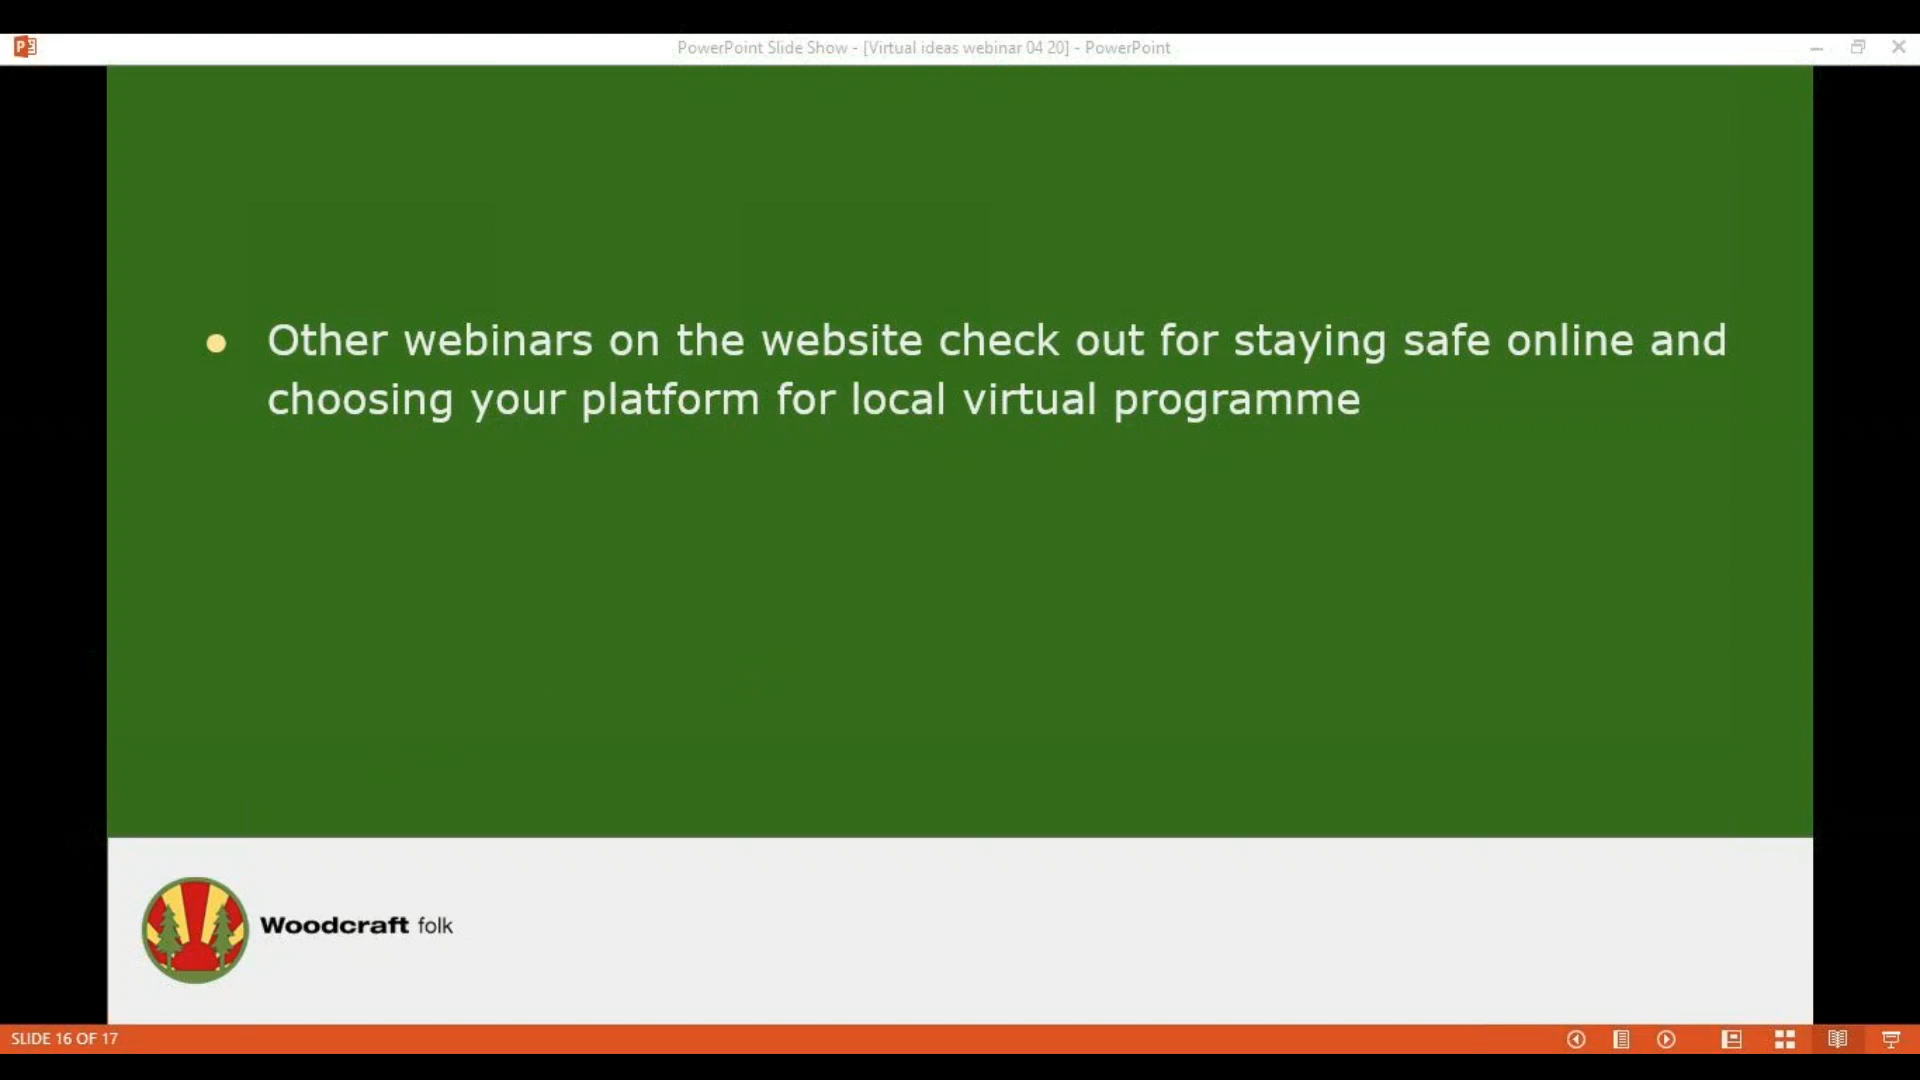 PowerPoint Slide Show - [Virtual ideas webinar 04 20] - PowerPoint
• Other webinars on the website check out for staying safe online and
choosing your platform for local virtual programme
Woodcraft folk
SLIDE 16 OF 17